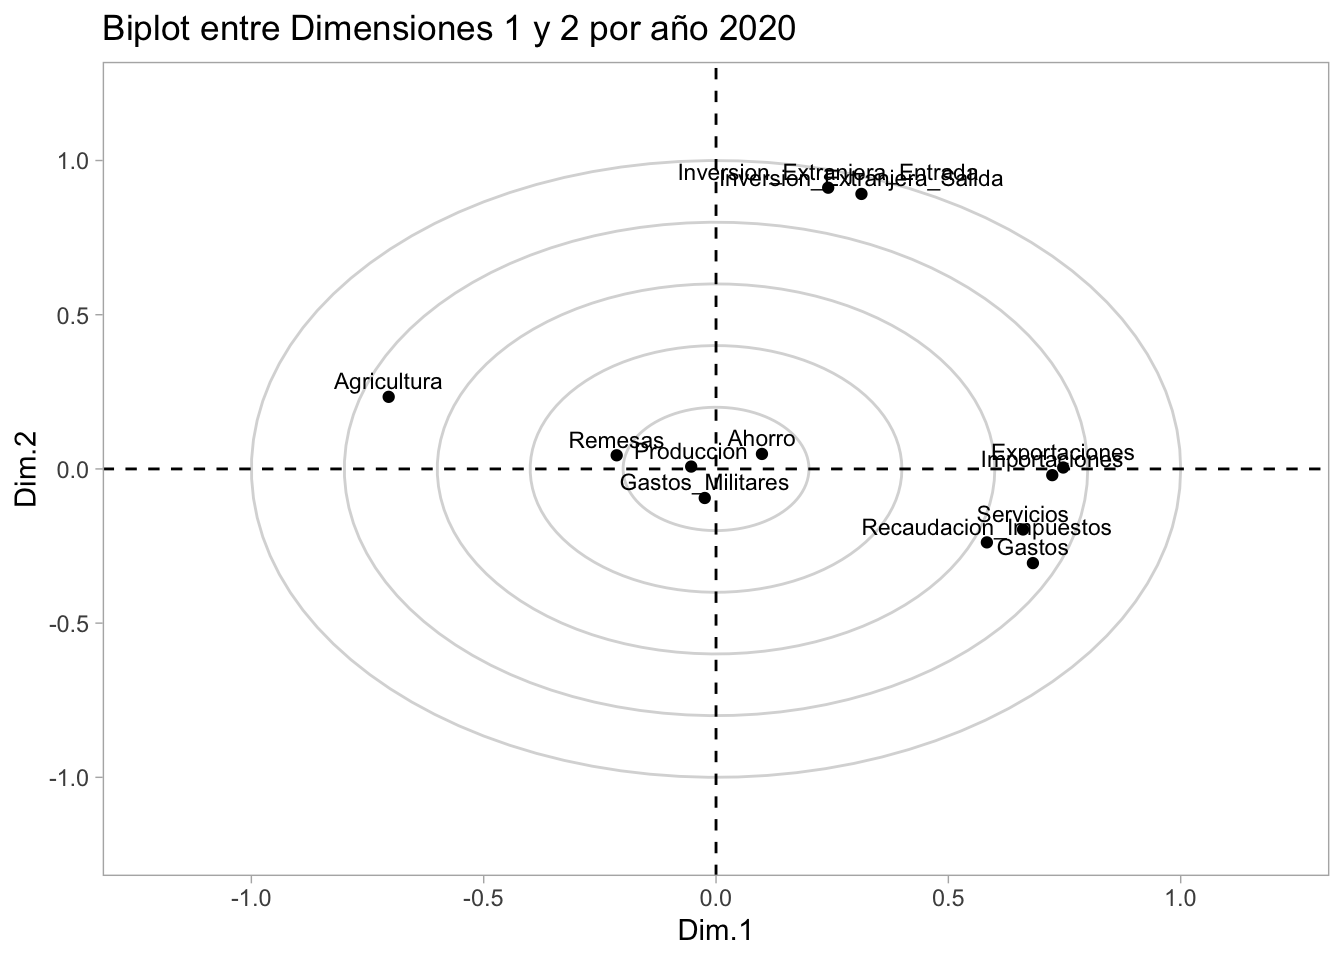 Biplot entre Dimensiones 1 y 2 por año 2020
Dim.2
1.0
0.5
0.0
-0.5
-1.0
Inversion_Extranjera_Entrada
Inversion_Extranjera_Salida
Agricultura
Remesas
Ahorro
Produccion
Gastos_Militares
Exportaciones
Importaciones
Servicios
Recaudacion_Impuestos
Gastos
-1.0
-0.5
0.0
0.5
1.0
Dim.1